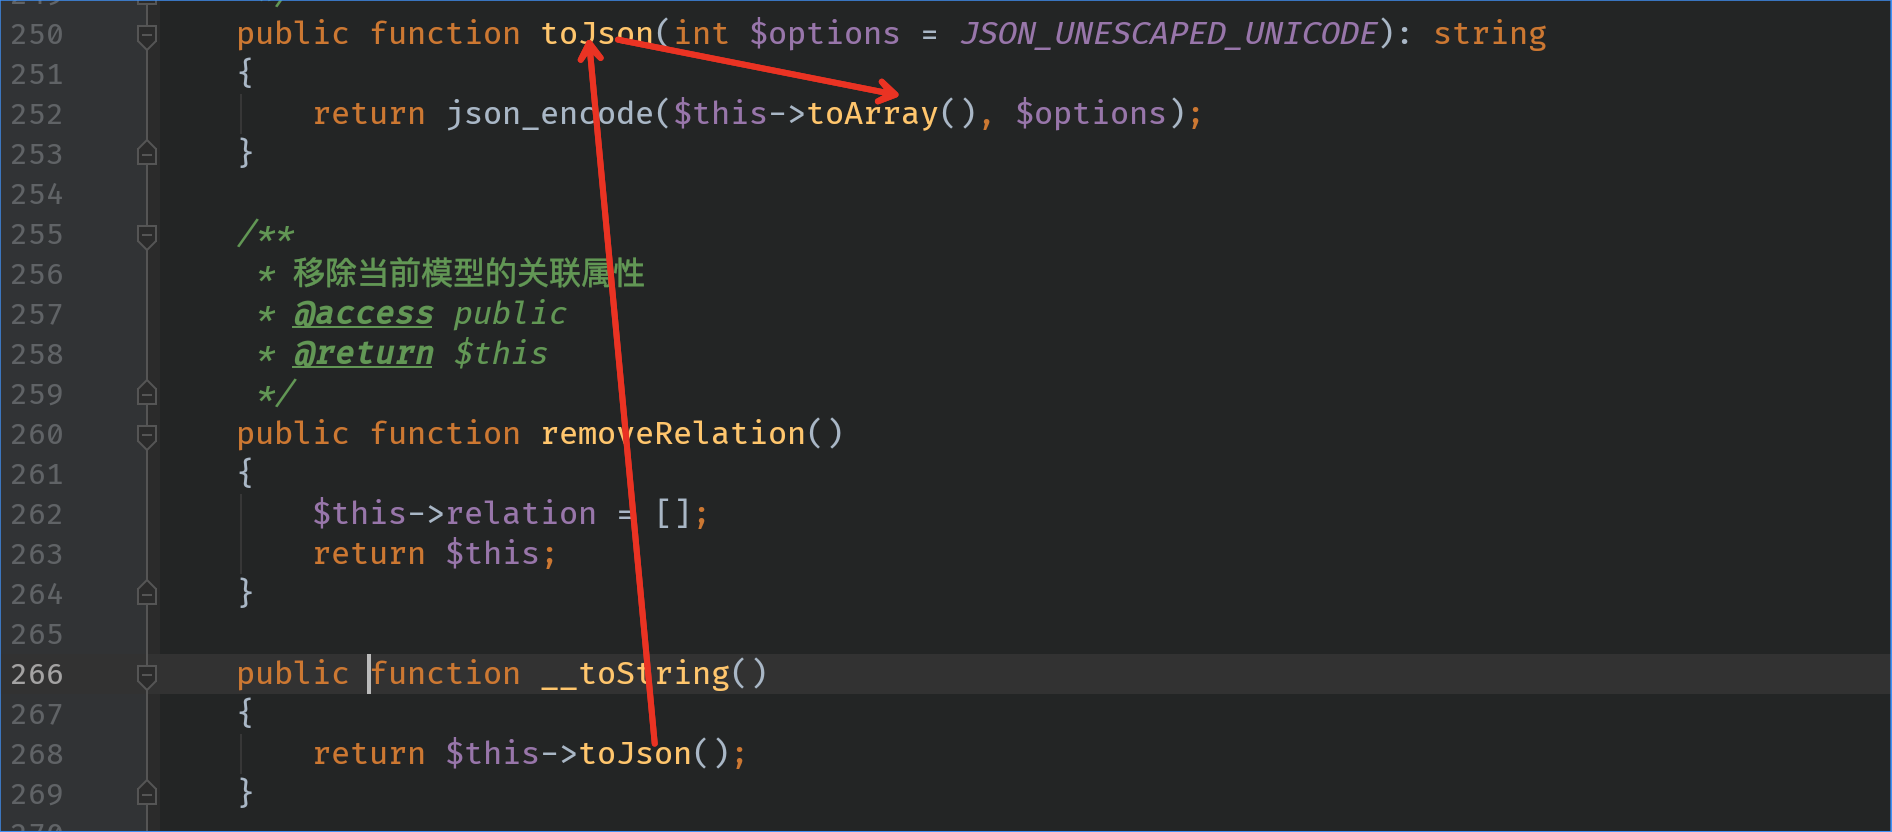 250 public function toJson(int $options = JSON_UNESCAPED_UNICODE): string
251 {
252 return json_encode($this->toArray(), $options);
253 }
254
255 /**
256 * 移除当前模型的关联属性
257 * @access public
258 * @return $this
259 */
260 public function removeRelation()
261 {
262 $this->relation = [];
263 return $this;
264 }
265
266 public function __toString()
267 {
268 return $this->toJson();
269 }